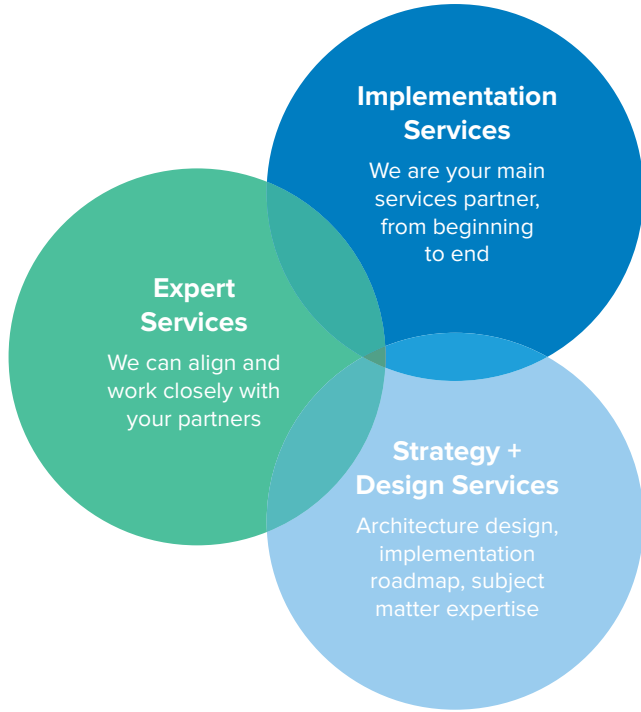 Implementation
Services
We are your main
services partner,
from beginning
to end
Expert
Services
We can align and
work closely with
your partners
Strategy +
Design Services
Architecture design,
implementation
roadmap, subject
matter expertise